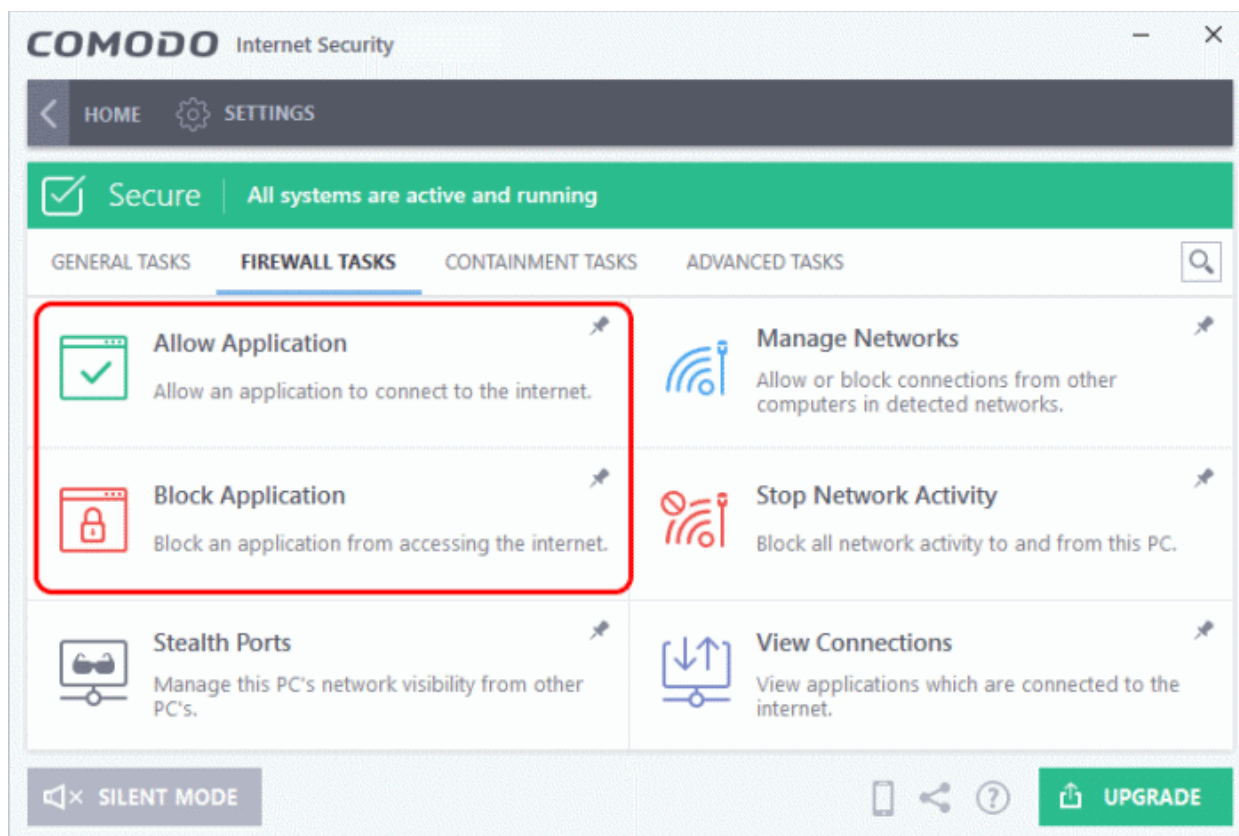 COMODO Internet Security
HOME SETTINGS
Secure All systems are active and running
GENERAL TASKS FIREWALL TASKS CONTAINMENT TASKS ADVANCED TASKS
Allow Application
Allow an application to connect to the internet.
Manage Networks
Allow or block connections from other
computers in detected networks.
Block Application
Block an application from accessing the internet.
Stop Network Activity
Block all network activity to and from this PC.
Stealth Ports
Manage this PC's network visibility from other
PC's.
View Connections
View applications which are connected to the
internet.
SILENT MODE
? UPGRADE